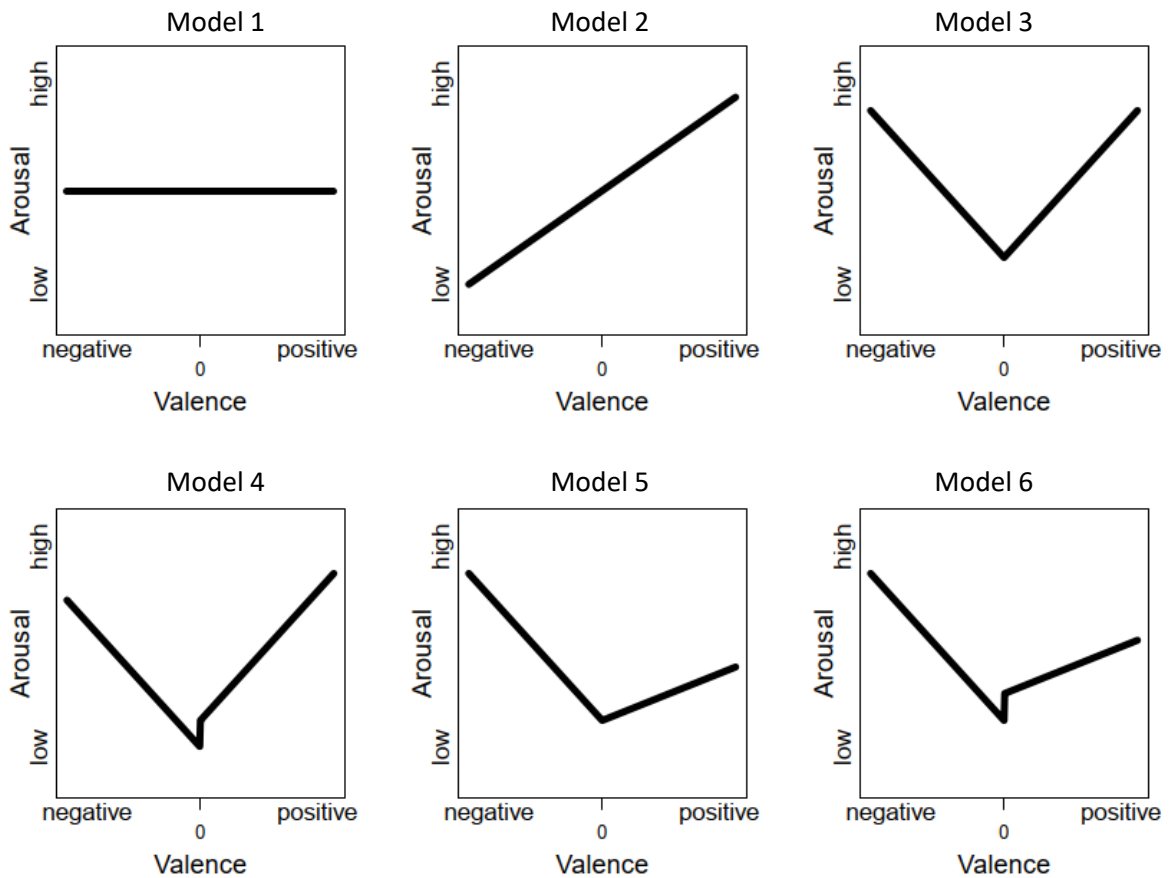 Model 1
high
Arousal
low
negative
positive
0
Valence
Model 2
high
Arousal
low
negative
positive
0
Valence
Model 3
high
Arousal
low
negative
positive
0
Valence
Model 4
high
Arousal
low
negative
positive
0
Valence
Model 5
high
Arousal
low
negative
positive
0
Valence
Model 6
high
Arousal
low
negative
positive
0
Valence